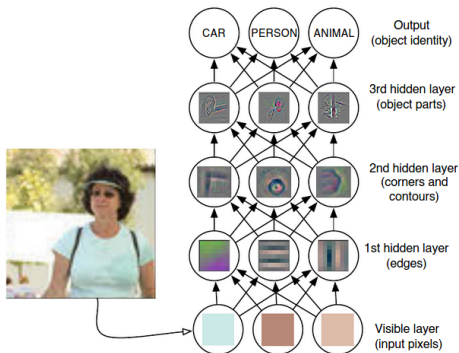 CAR PERSON ANIMAL
Output
(object identity)
3rd hidden layer
(object parts)
2nd hidden layer
(corners and
contours)
1st hidden layer
(edges)
Visible layer
(input pixels)